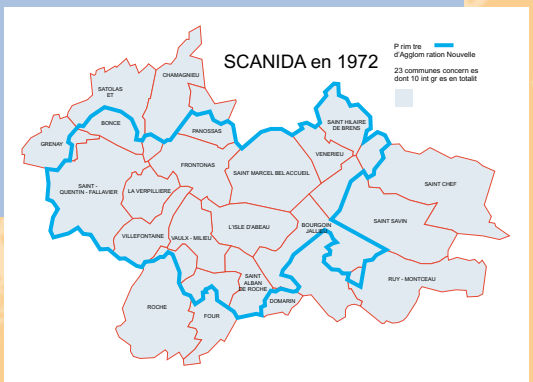 SCANIDA en 1972
P rim tre
d'Agglom ration Nouvelle
23 communes concern es
dont 10 int gr es en totalit
CHAMAGNIEU
SATOLAS
ET
BONCE
PANOSSAS
GRENAY
SAINT HILAIRE
DE BRENS
VENERIEU
FRONTONAS
SAINT MARCEL BEL ACCUEIL
SAINT CHEF
SAINT -
QUENTIN - FALLAVIER
LA VERPILLIERE
SAINT SAVIN
VILLEFONTAINE
VAULX - MILIEU
L'ISLE D'ABEAU
BOURGOIN
JALLIEU
RUY - MONTCEAU
SAINT
ALBAN
DE ROCHE
DOMARIN
ROCHE
FOUR